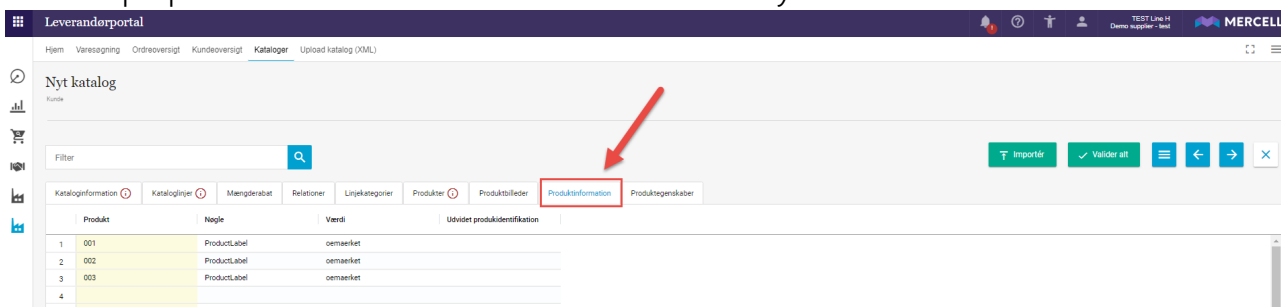 Leverandørportal
TEST Line H
Demo supplier - test
MERCELL
Hjem Varesøgning Ordreoversigt Kundeoversigt Kataloger Upload katalog (XML)
Nyt katalog
Kunde
Filter
Importér
Valider alt
Kataloginformation Kataloglinjer Mængderabat Relationer Linjekategorier Produkter Produktbilleder Produktinformation Produktegenskaber
Produkt Nøgle Værdi Udvidet produkidentifikation
1 001 ProductLabel oemaerket
2 002 ProductLabel oemaerket
3 003 ProductLabel oemaerket
4